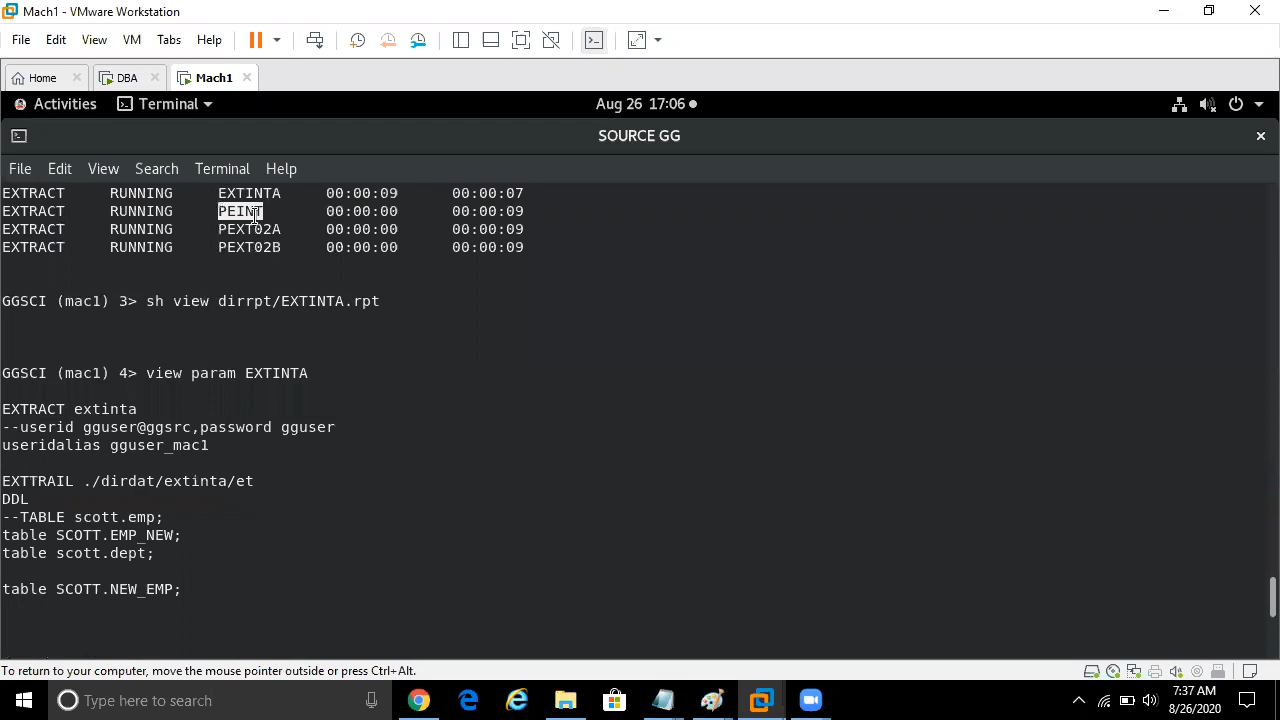 Mach1 - VMware Workstation
File Edit View VM Tabs Help
Home DBA Mach1
Activities Terminal Aug 26 17:06
SOURCE GG
File Edit View Search Terminal Help
EXTRACT RUNNING EXTINTA 00:00:09 00:00:07
EXTRACT RUNNING PEINT 00:00:00 00:00:09
EXTRACT RUNNING PEXT02A 00:00:00 00:00:09
EXTRACT RUNNING PEXT02B 00:00:00 00:00:09
GGSCI (mac1) 3> sh view dirrpt/EXTINTA.rpt
GGSCI (mac1) 4> view param EXTINTA
EXTRACT extinta
--userid gguser@ggsrc,password gguser
useridalias gguser_mac1
EXTTRAIL ./dirdat/extinta/et
DDL
--TABLE scott.emp;
table SCOTT.EMP_NEW;
table scott.dept;
table SCOTT.NEW_EMP;
To return to your computer, move the mouse pointer outside or press Ctrl+Alt.
Type here to search
7:37 AM
8/26/2020